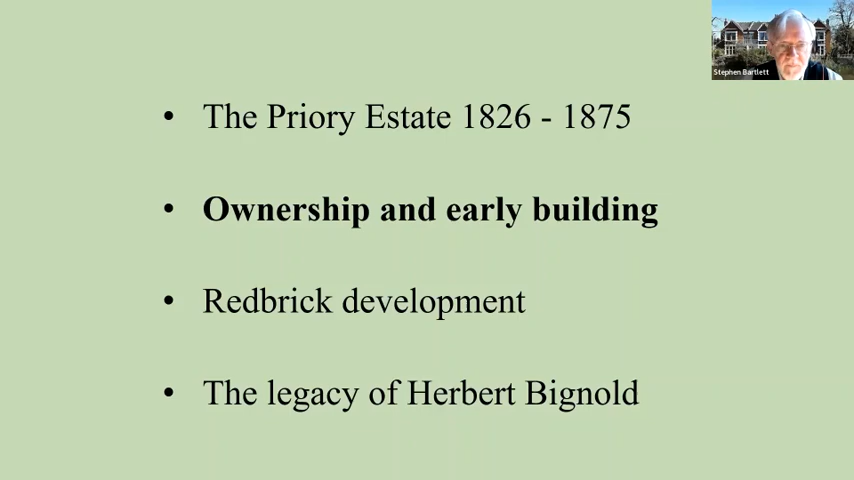 Stephen Bartlett
• The Priory Estate 1826 - 1875
• Ownership and early building
• Redbrick development
• The legacy of Herbert Bignold